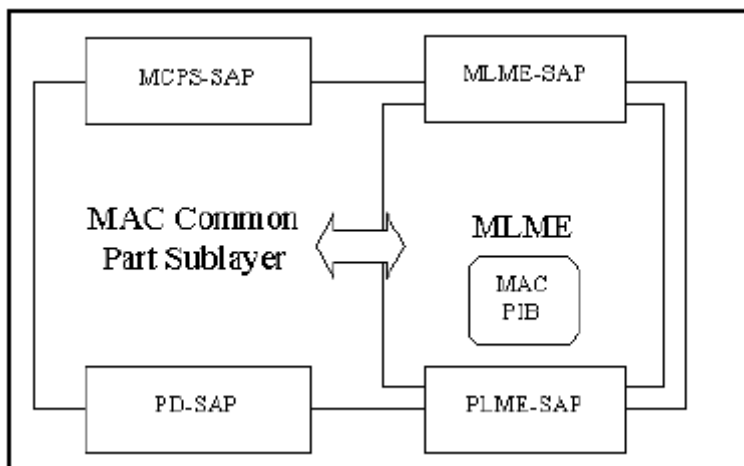 MCPS-SAP
MLME-SAP
MAC Common
Part Sublayer
MLME
MAC
PIB
PD-SAP
PLME-SAP